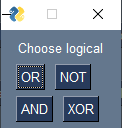 Choose logical
OR NOT
AND XOR